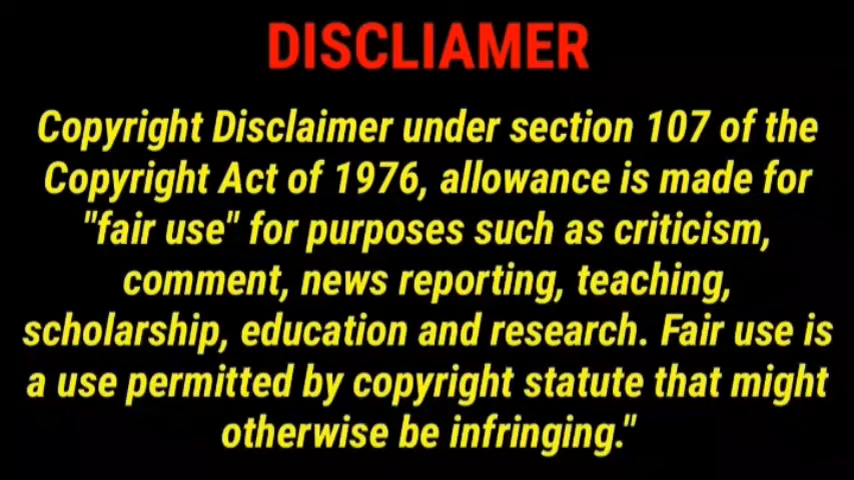 DISCLIAMER
Copyright Disclaimer under section 107 of the
Copyright Act of 1976, allowance is made for
"fair use" for purposes such as criticism,
comment, news reporting, teaching,
scholarship, education and research. Fair use is
a use permitted by copyright statute that might
otherwise be infringing."